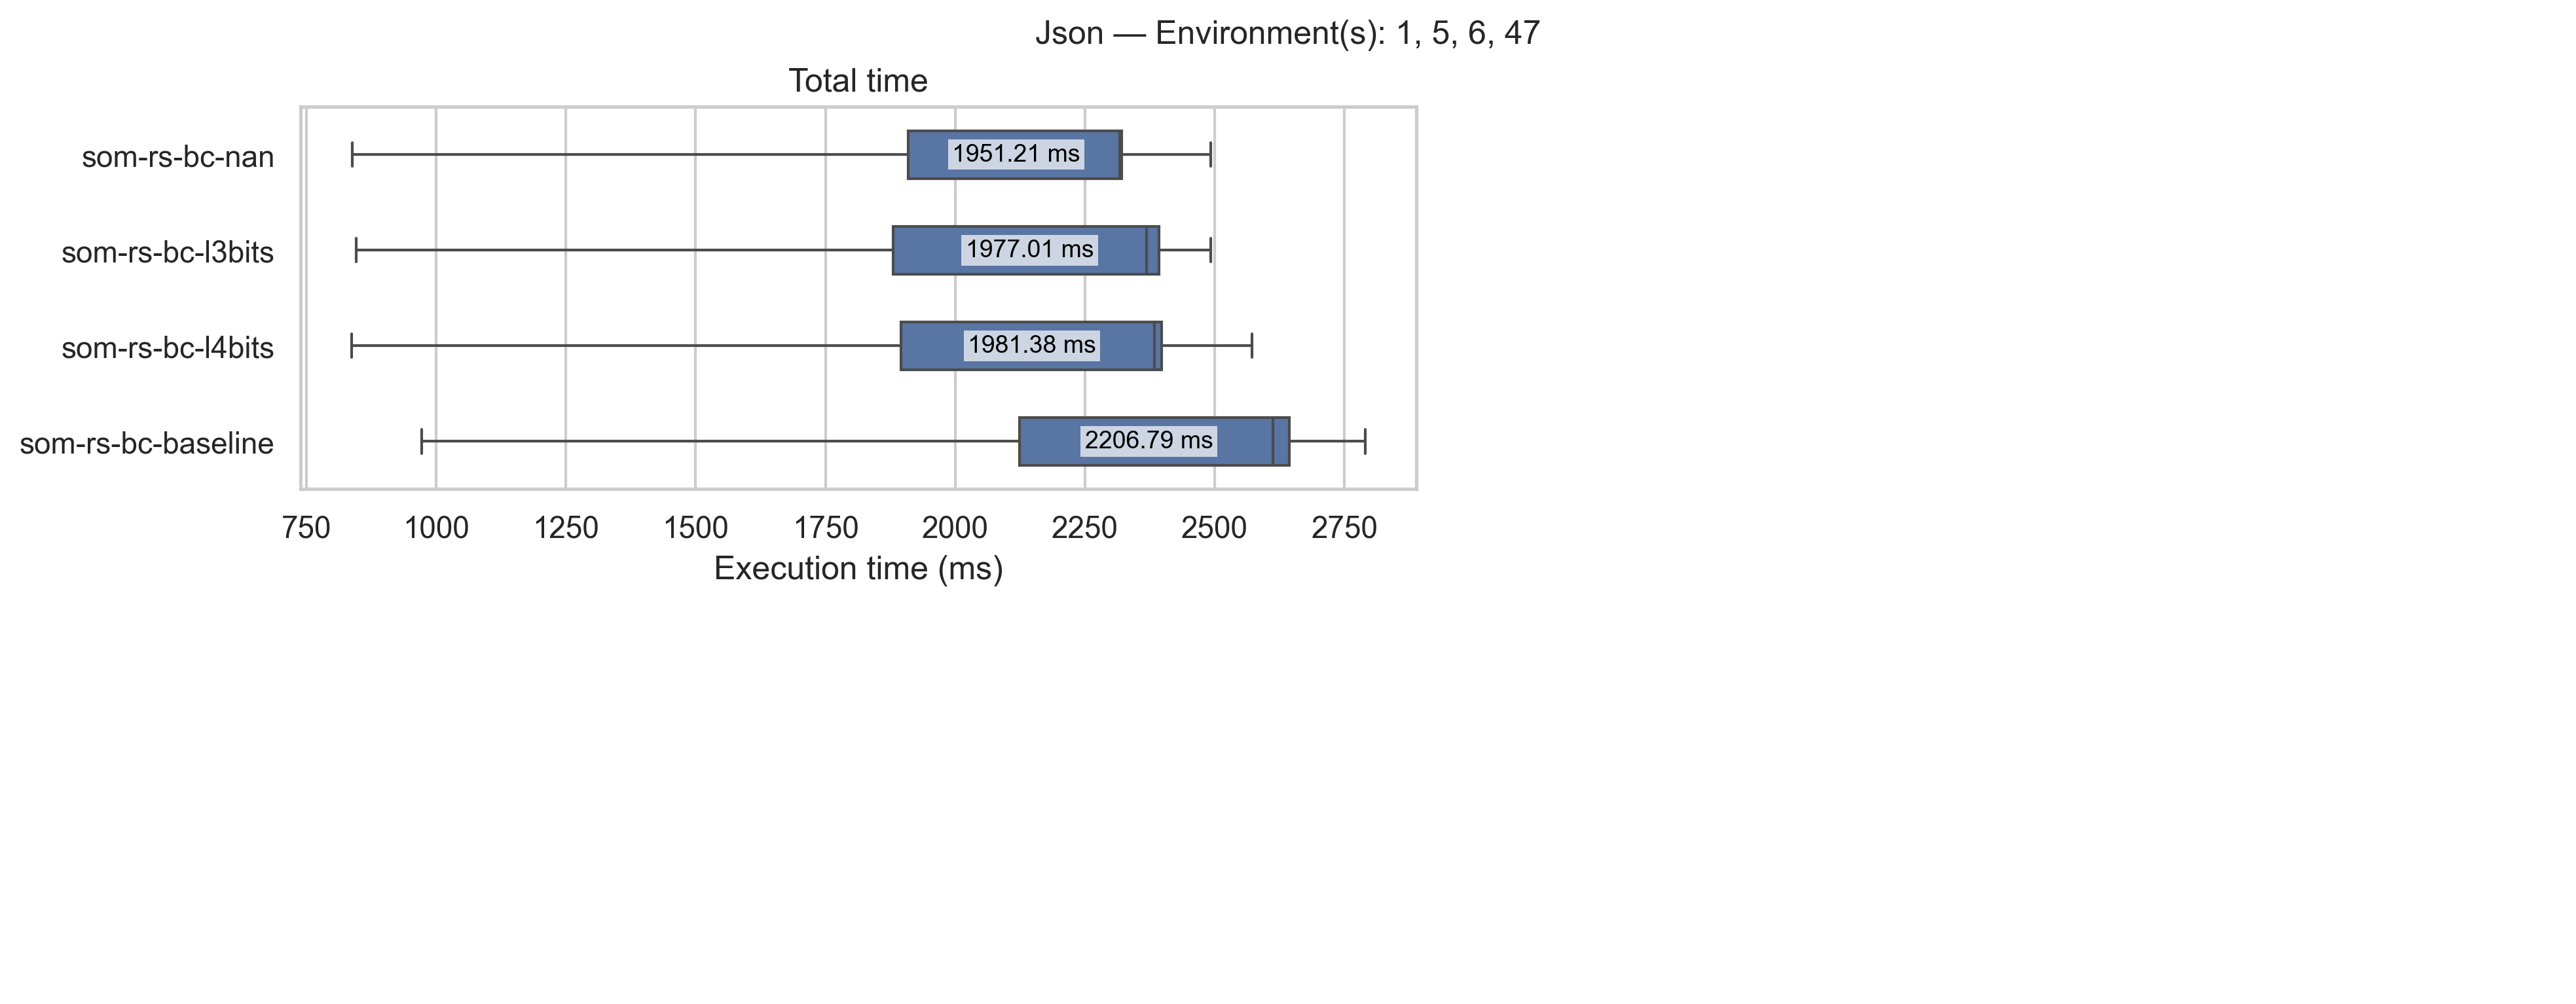 Json — Environment(s): 1, 5, 6, 47
Total time
som-rs-bc-nan
1951.21 ms
som-rs-bc-l3bits
1977.01 ms
som-rs-bc-l4bits
1981.38 ms
som-rs-bc-baseline
2206.79 ms
750 1000 1250 1500 1750 2000 2250 2500 2750
Execution time (ms)